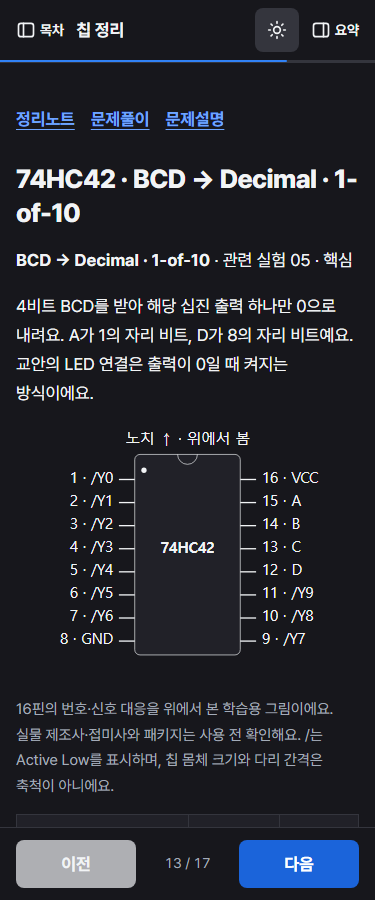 목차 칩 정리 요약
정리노트 문제풀이 문제설명
74HC42 · BCD → Decimal · 1-
of-10
BCD → Decimal · 1-of-10 · 관련 실험 05 · 핵심
4비트 BCD를 받아 해당 십진 출력 하나만 0으로
내려요. A가 1의 자리 비트, D가 8의 자리 비트예요.
교안의 LED 연결은 출력이 0일 때 켜지는
방식이에요.
노치 ↑ · 위에서 봄
1 · /Y0 16 · VCC
2 · /Y1 15 · A
3 · /Y2 14 · B
4 · /Y3 74HC42 13 · C
5 · /Y4 12 · D
6 · /Y5 11 · /Y9
7 · /Y6 10 · /Y8
8 · GND 9 · /Y7
16핀의 번호·신호 대응을 위에서 본 학습용 그림이에요.
실물 제조사·접미사와 패키지는 사용 전 확인해요. /는
Active Low를 표시하며, 칩 몸체 크기와 다리 간격은
축척이 아니에요.
이전 13 / 17 다음